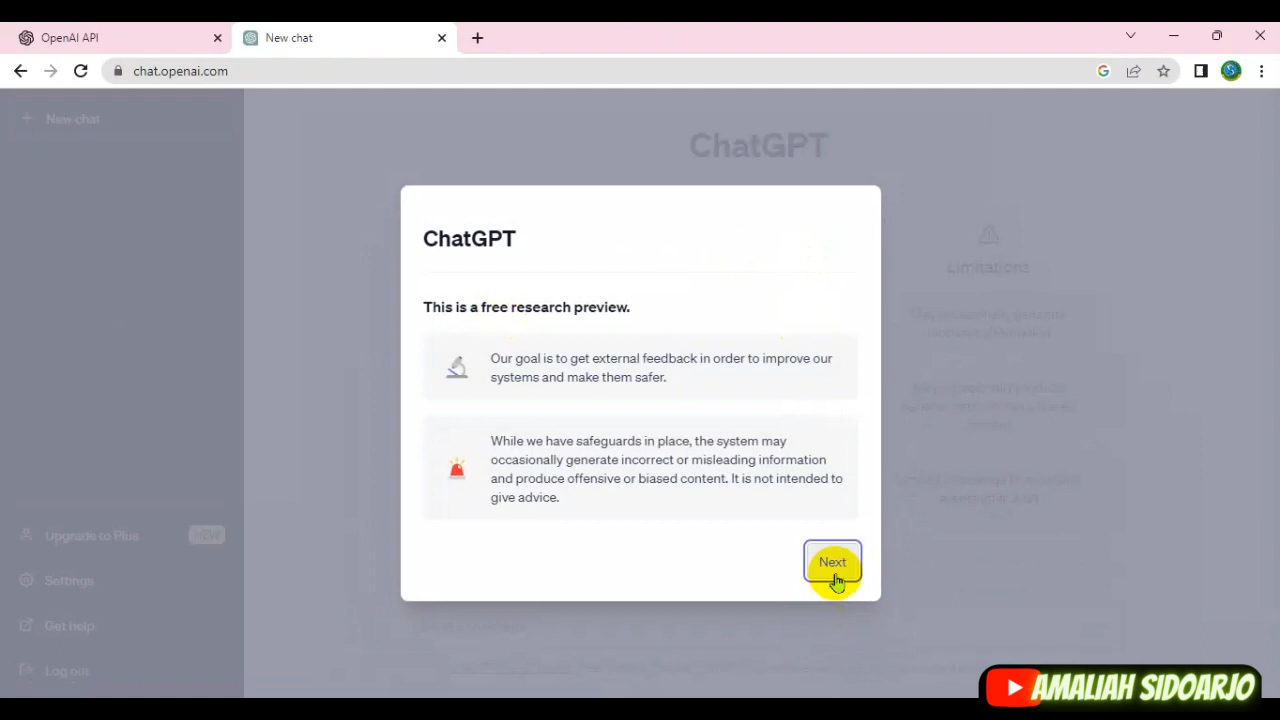 OpenAI API
New chat
chat.openai.com
New chat
ChatGPT
Limitations
ChatGPT
This is a free research preview.
Our goal is to get external feedback in order to improve our
systems and make them safer.
While we have safeguards in place, the system may
occasionally generate incorrect or misleading information
and produce offensive or biased content. It is not intended to
give advice.
Next
Upgrade to Plus
Settings
Get help
Log out
AMALIAH SIDOARJO